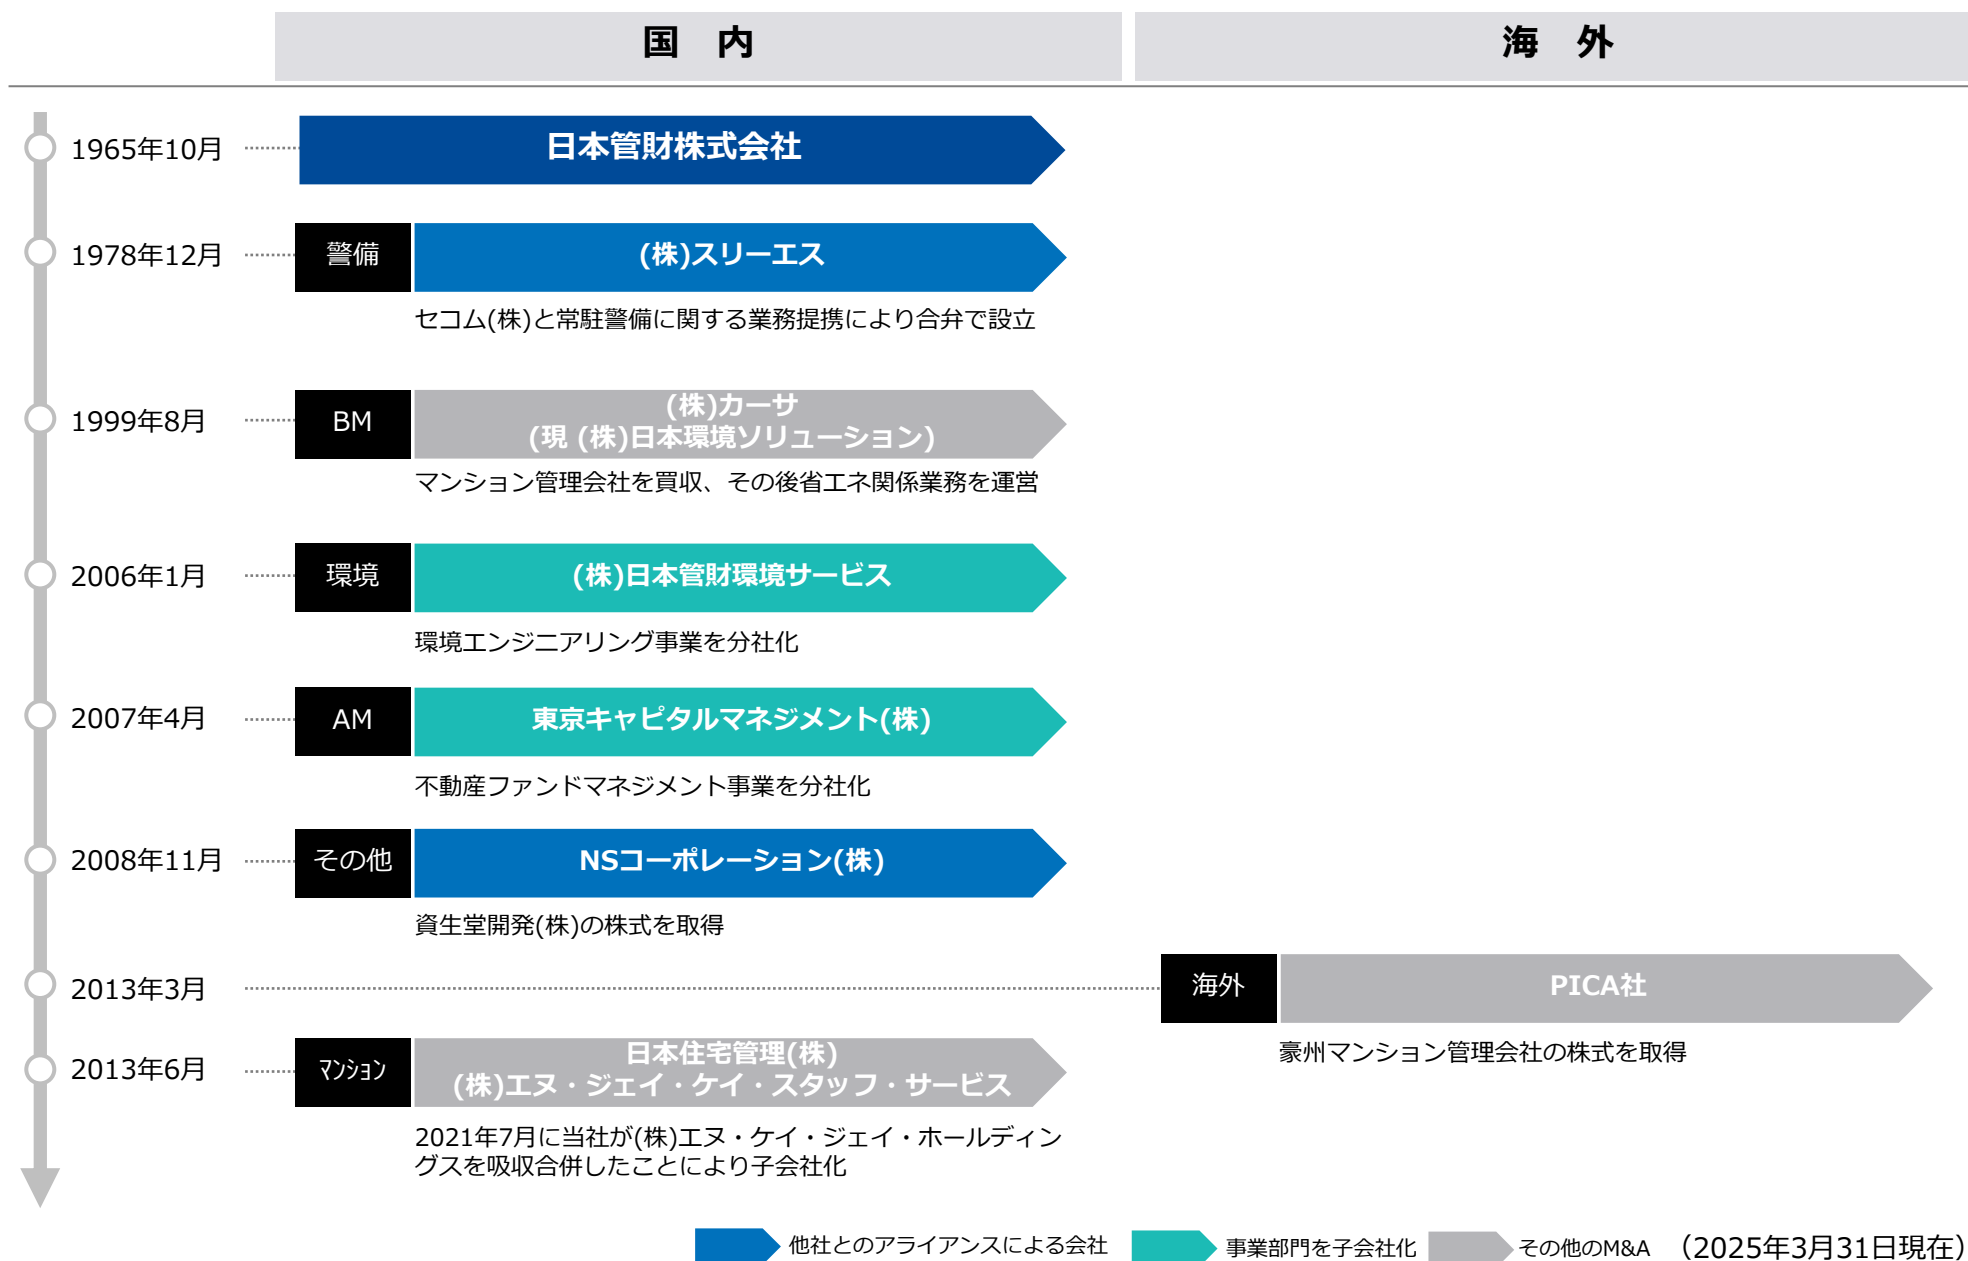 国 内
海 外
1965年10月
日本管財株式会社
1978年12月
警備
(株)スリーエス
セコム(株)と常駐警備に関する業務提携により合弁で設立
1999年8月
BM
(株)カーサ
(現 (株)日本環境ソリューション)
マンション管理会社を買収、その後省エネ関係業務を運営
2006年1月
環境
(株)日本管財環境サービス
環境エンジニアリング事業を分社化
2007年4月
AM
東京キャピタルマネジメント(株)
不動産ファンドマネジメント事業を分社化
2008年11月
その他
NSコーポレーション(株)
資生堂開発(株)の株式を取得
2013年3月
海外
PICA社
豪州マンション管理会社の株式を取得
2013年6月
ﾏﾝｼｮﾝ
日本住宅管理(株)
(株)エヌ・ジェイ・ケイ・スタッフ・サービス
2021年7月に当社が(株)エヌ・ケイ・ジェイ・ホールディン
グスを吸収合併したことにより子会社化
他社とのアライアンスによる会社
事業部門を子会社化
その他のM&A
（2025年3月31日現在）